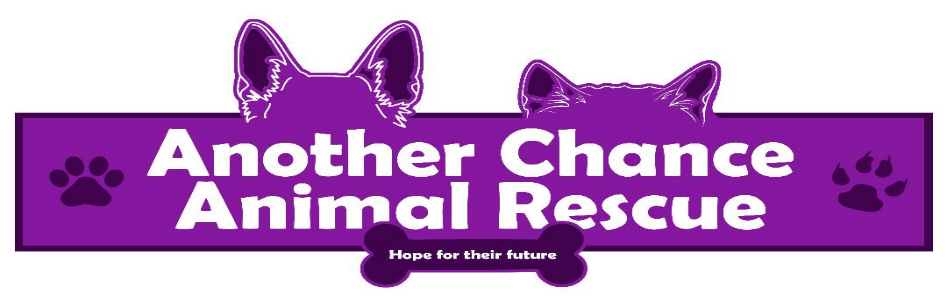 Another Chance
Animal Rescue
Hope for their future